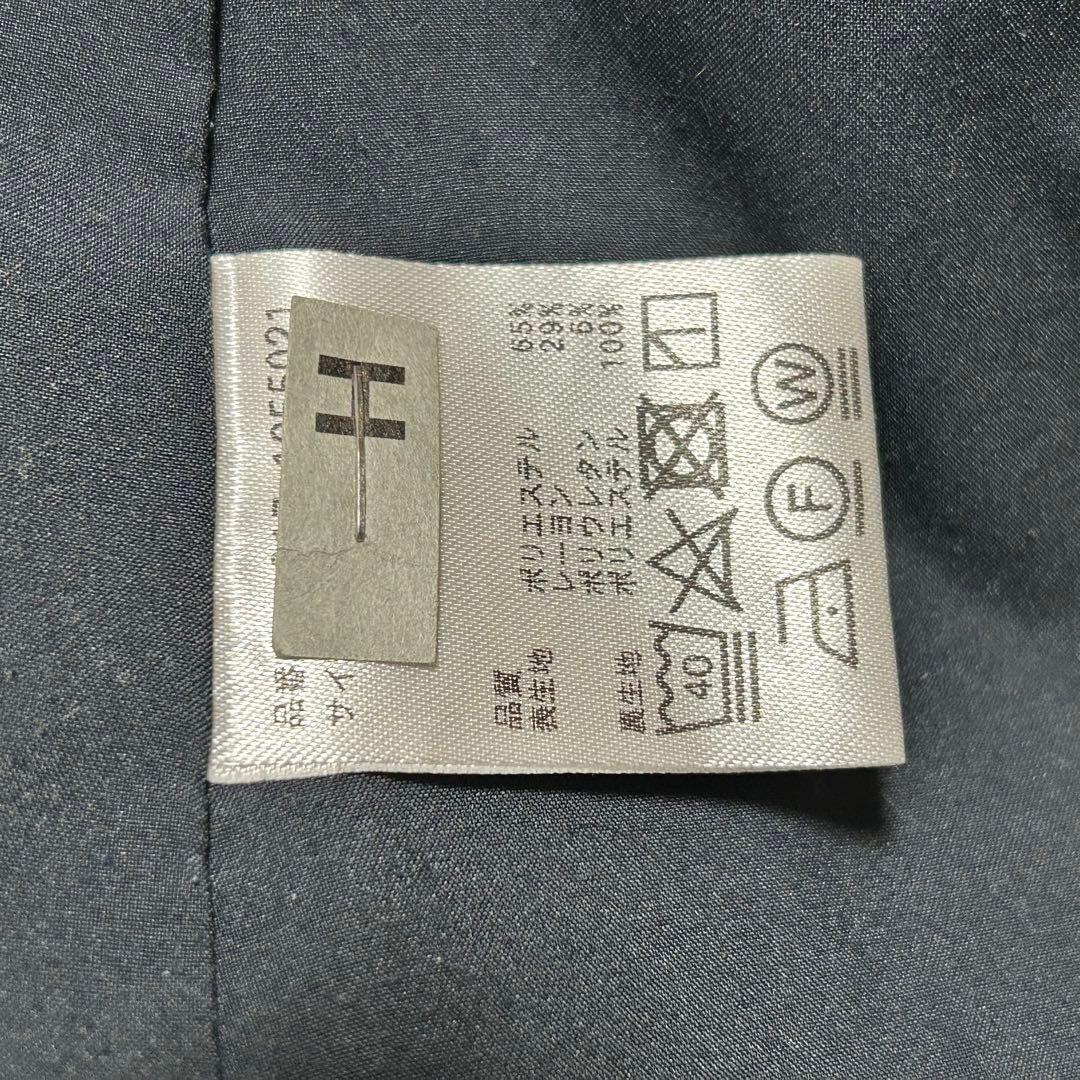 品番 055021
サイ
H
品質
表生地 ポリエステル 65%
レーヨン 29%
ポリウレタン 6%
裏生地 ポリエステル 100%
40
W
F